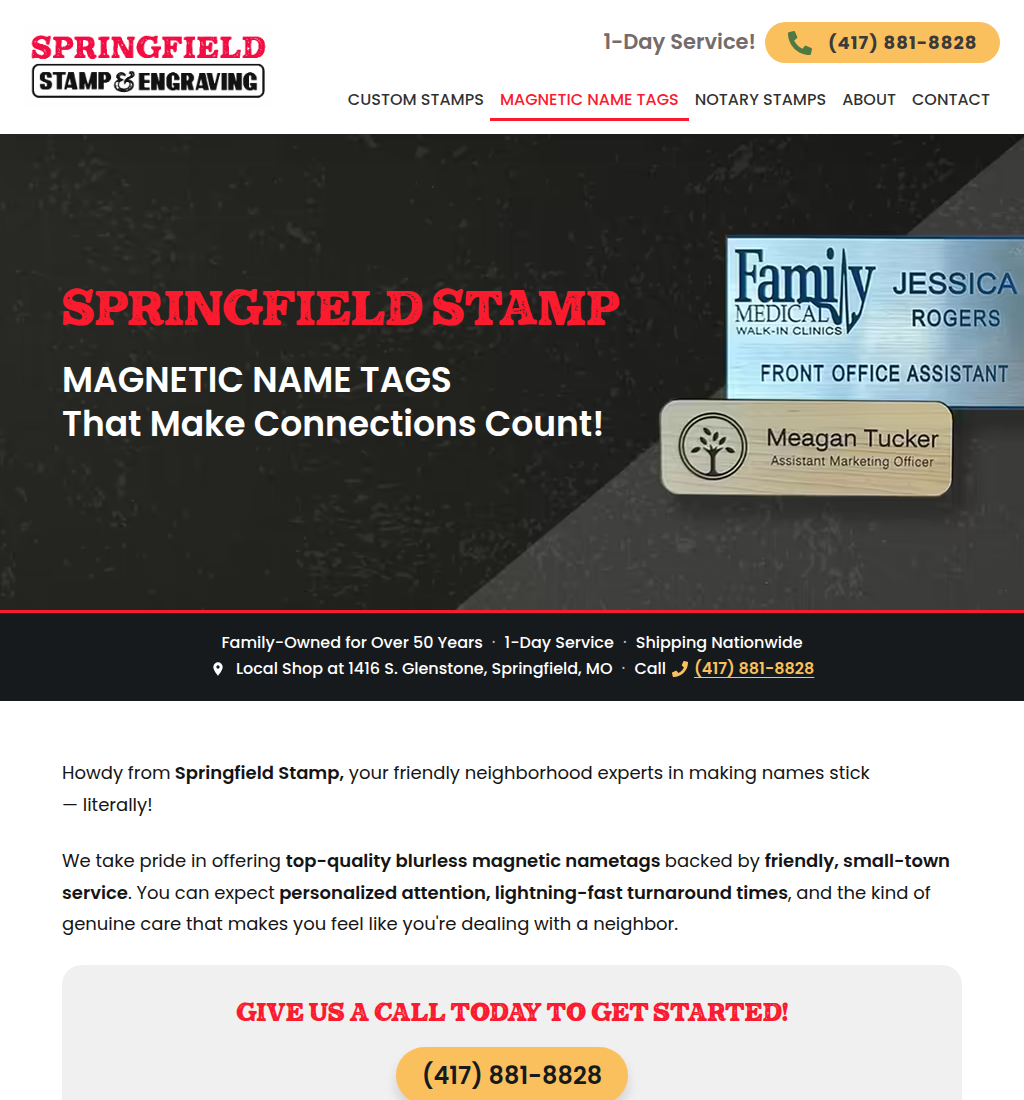 SPRINGFIELD
STAMP & ENGRAVING
1-Day Service!
(417) 881-8828
CUSTOM STAMPS
MAGNETIC NAME TAGS
NOTARY STAMPS
ABOUT
CONTACT
SPRINGFIELD STAMP
MAGNETIC NAME TAGS
That Make Connections Count!
Family
MEDICAL
WALK-IN CLINICS
JESSICA
ROGERS
FRONT OFFICE ASSISTANT
Meagan Tucker
Assistant Marketing Officer
Family-Owned for Over 50 Years · 1-Day Service · Shipping Nationwide
Local Shop at 1416 S. Glenstone, Springfield, MO · Call (417) 881-8828
Howdy from Springfield Stamp, your friendly neighborhood experts in making names stick
— literally!
We take pride in offering top-quality blurless magnetic nametags backed by friendly, small-town
service. You can expect personalized attention, lightning-fast turnaround times, and the kind of
genuine care that makes you feel like you're dealing with a neighbor.
GIVE US A CALL TODAY TO GET STARTED!
(417) 881-8828